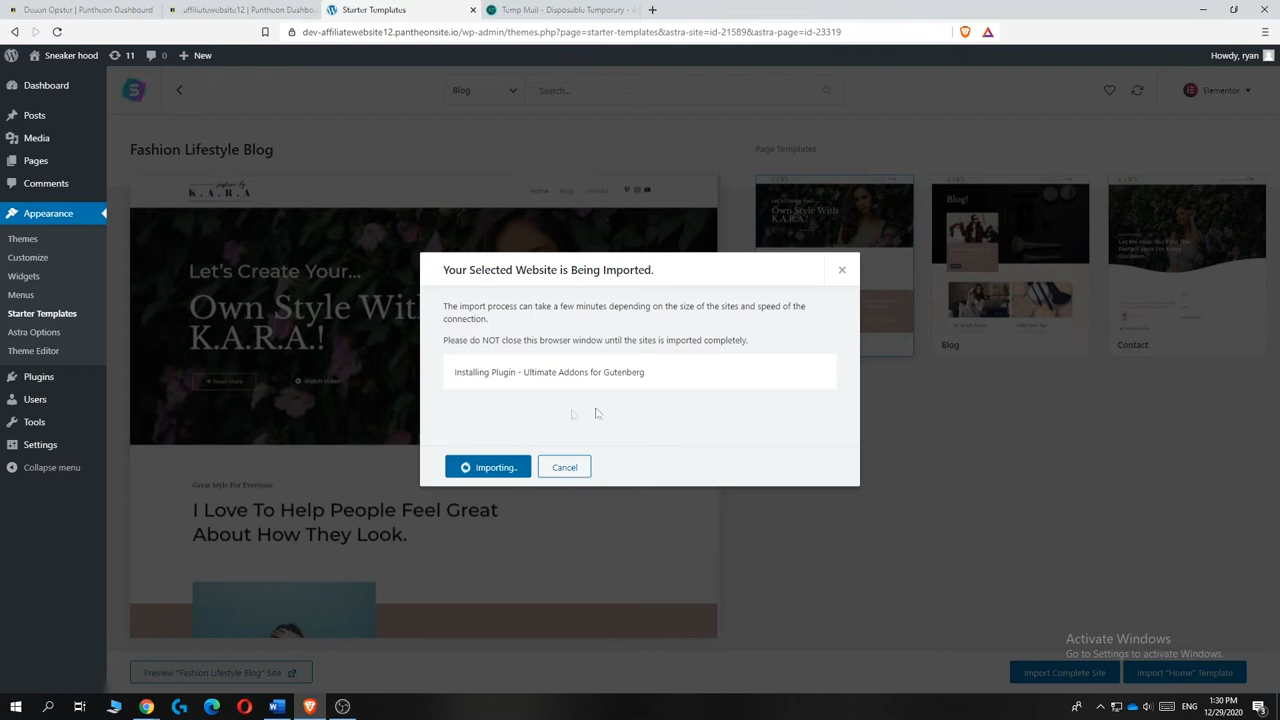 Desan Opster | Pantheon Dashboard
affiliatewebsite12 | Pantheon Dash
Starter Templates
Temp Mail - Disposable Temporary
dev-affiliatewebsite12.pantheonsite.io/wp-admin/themes.php?page=starter-templates&astra-site=id-21589&astra-page=id-23319
Sneaker hood
11
0
New
Howdy, ryan
Dashboard
Posts
Media
Pages
Comments
Appearance
Themes
Customize
Widgets
Menus
Starter Templates
Astra Options
Theme Editor
Plugins
Users
Tools
Settings
Collapse menu
Blog
Search...
Elementor
Fashion Lifestyle Blog
Page Templates
K.A.R.A
Home Blog Contact
Let's Create Your...
Own Style With
K.A.R.A.!
Read More
Watch Video
Great Style For Everyone
I Love To Help People Feel Great
About How They Look.
Let's Create Your...
Own Style With
K.A.R.A.!
Blog!
Blog
Contact
Your Selected Website is Being Imported.
The import process can take a few minutes depending on the size of the sites and speed of the
connection.
Please do NOT close this browser window until the sites is imported completely.
Installing Plugin - Ultimate Addons for Gutenberg
Importing..
Cancel
Preview "Fashion Lifestyle Blog" Site
Import Complete Site
Import "Home" Template
Activate Windows
Go to Settings to activate Windows.
ENG
1:30 PM
12/29/2020
3